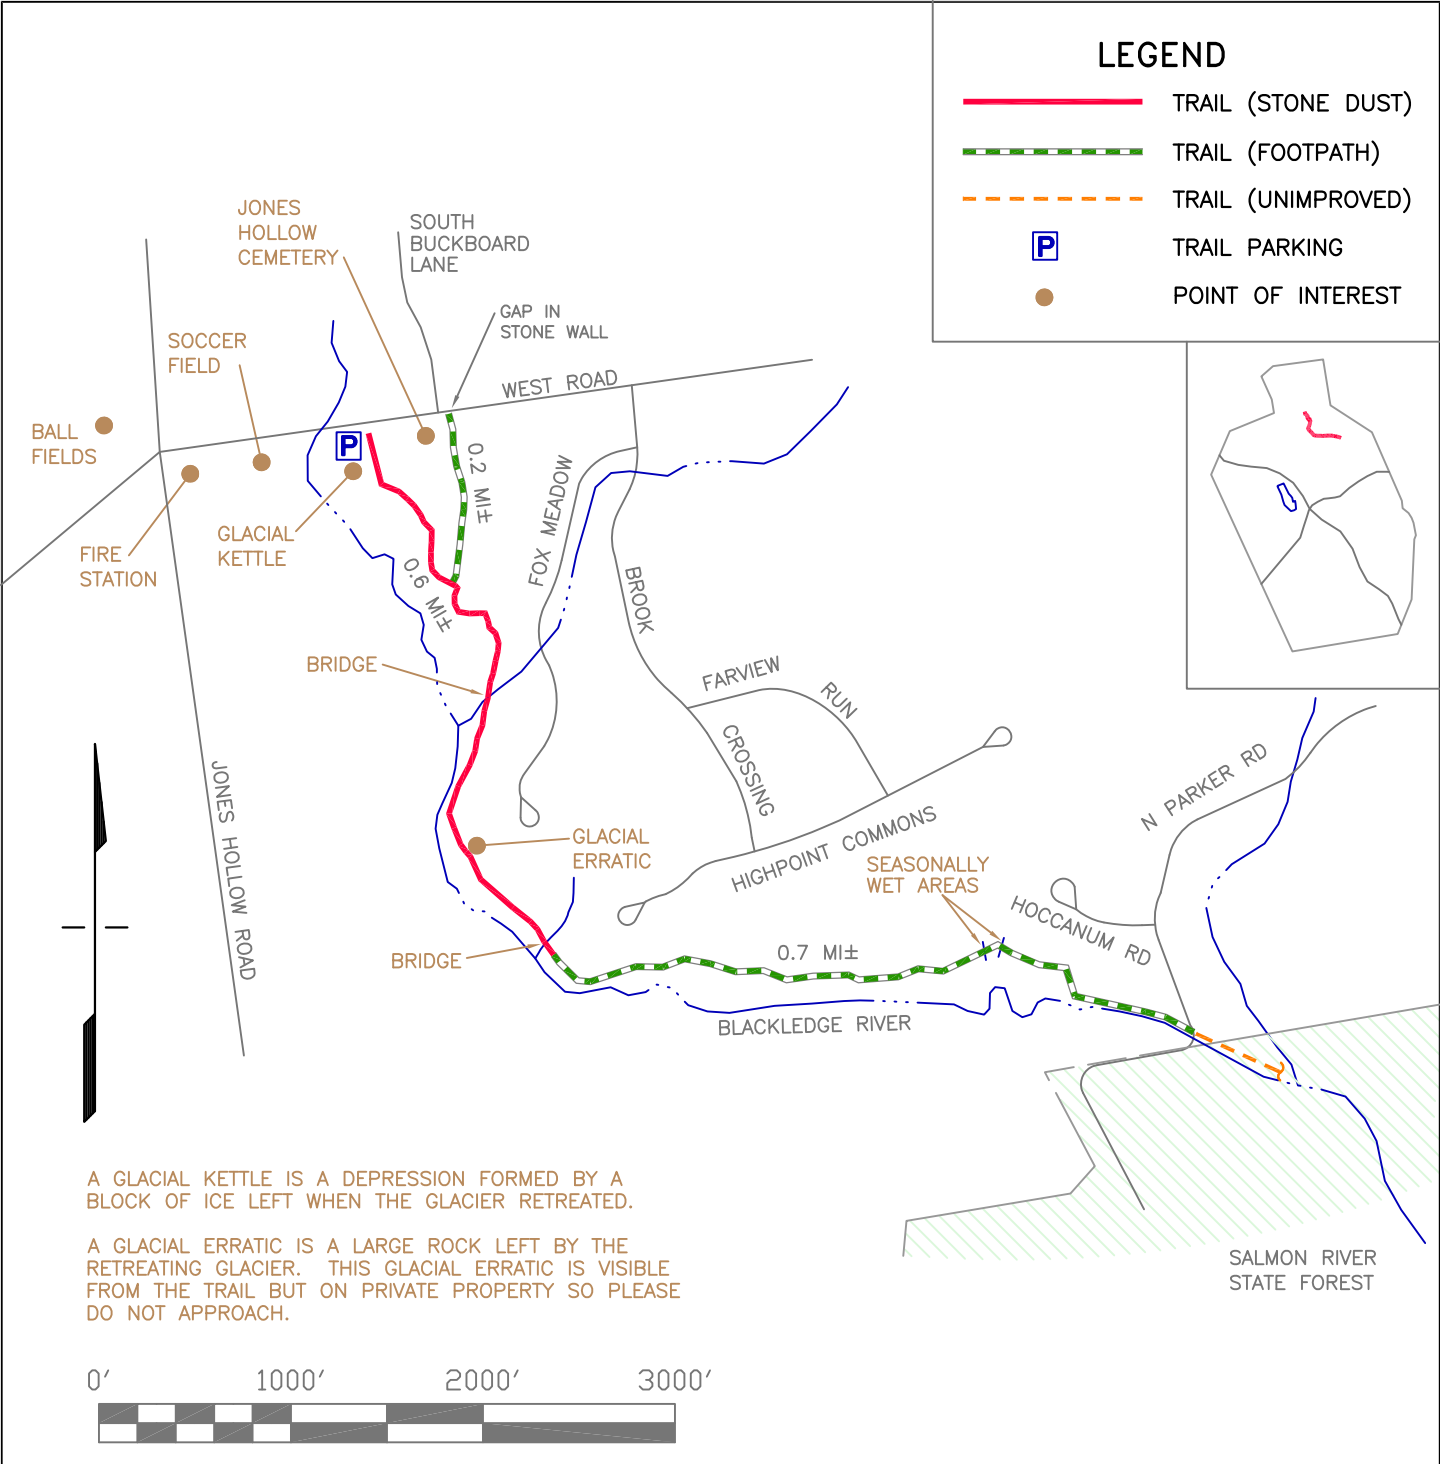 LEGEND
TRAIL (STONE DUST)
TRAIL (FOOTPATH)
TRAIL (UNIMPROVED)
P
TRAIL PARKING
POINT OF INTEREST
JONES
HOLLOW
CEMETERY
SOUTH
BUCKBOARD
LANE
GAP IN
STONE WALL
SOCCER
FIELD
WEST ROAD
BALL
FIELDS
P
0.2 MI±
FOX MEADOW
GLACIAL
KETTLE
FIRE
STATION
0.6 MI±
BROOK
BRIDGE
FARVIEW
RUN
CROSSING
JONES HOLLOW ROAD
N PARKER RD
GLACIAL
ERRATIC
HIGHPOINT COMMONS
SEASONALLY
WET AREAS
HOCCANUM RD
BRIDGE
0.7 MI±
BLACKLEDGE RIVER
A GLACIAL KETTLE IS A DEPRESSION FORMED BY A
BLOCK OF ICE LEFT WHEN THE GLACIER RETREATED.
A GLACIAL ERRATIC IS A LARGE ROCK LEFT BY THE
RETREATING GLACIER. THIS GLACIAL ERRATIC IS VISIBLE
FROM THE TRAIL BUT ON PRIVATE PROPERTY SO PLEASE
DO NOT APPROACH.
SALMON RIVER
STATE FOREST
0' 1000' 2000' 3000'